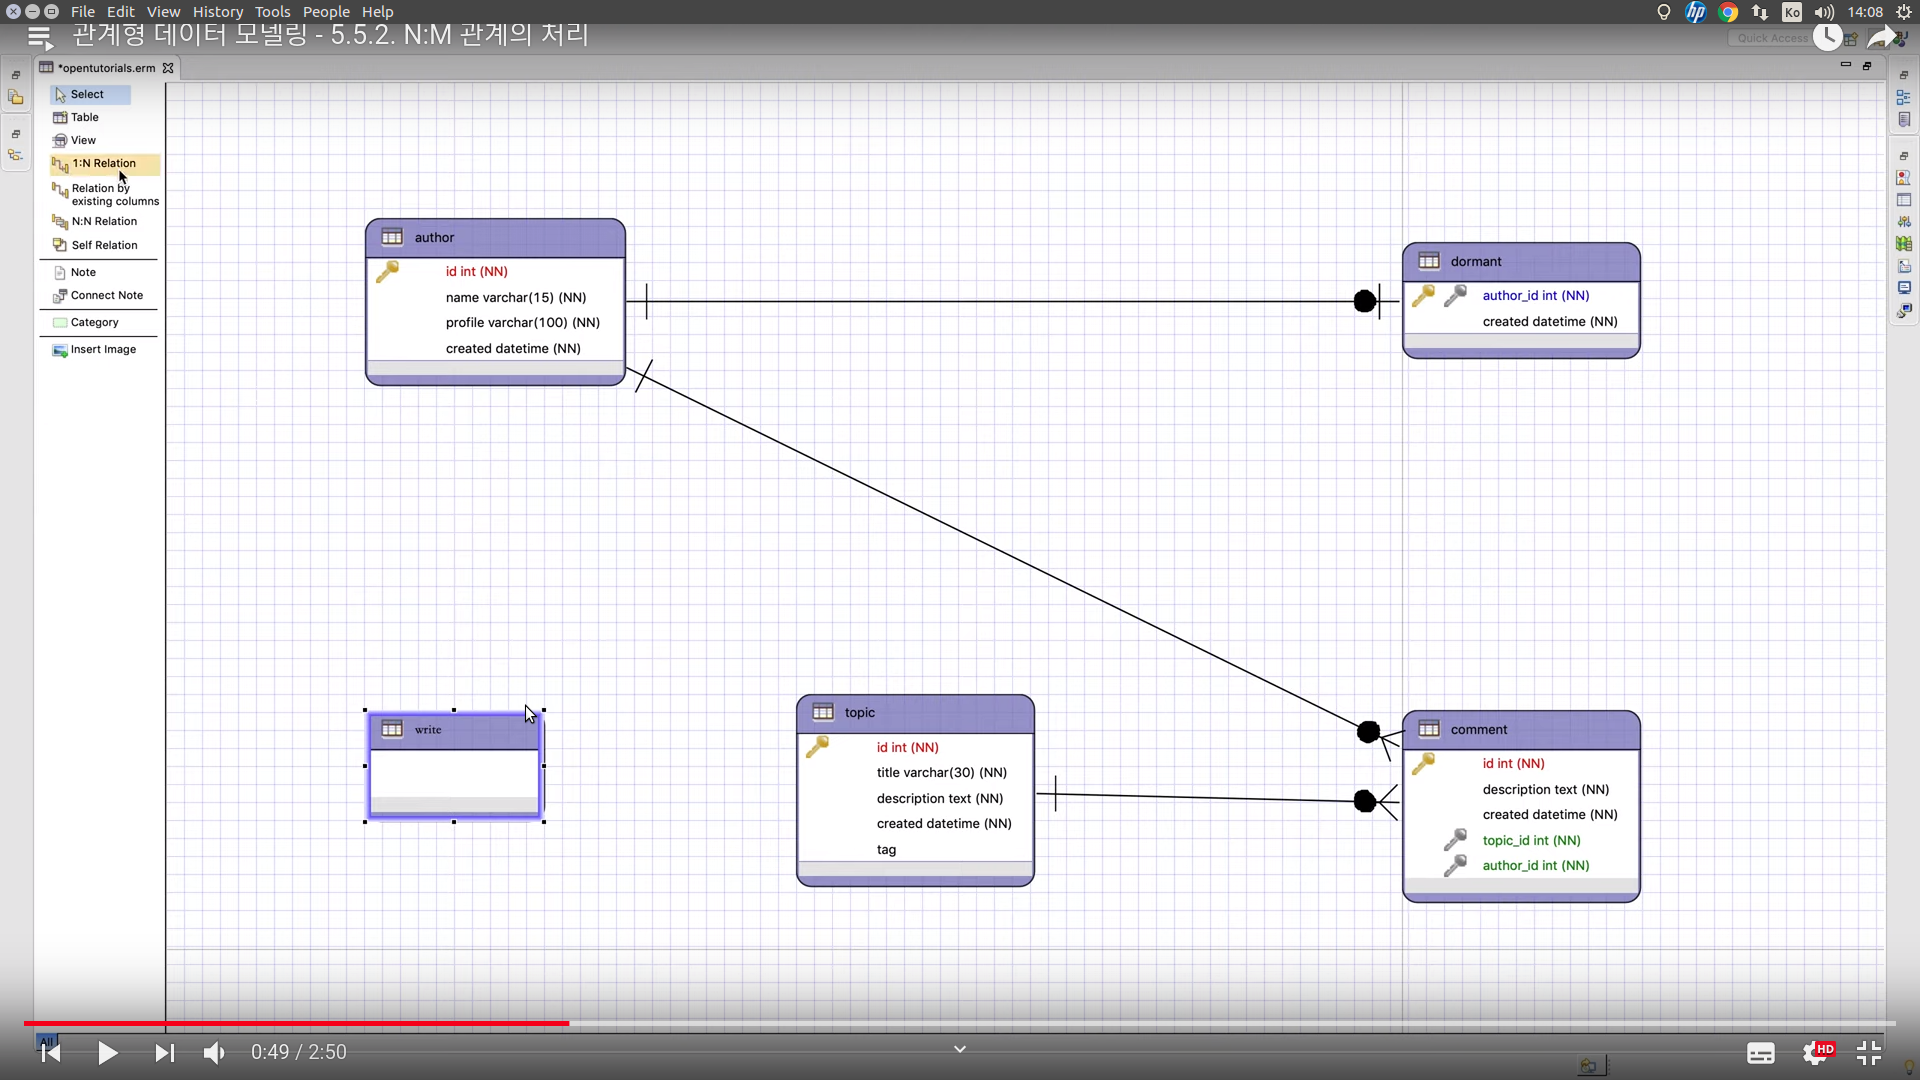 File Edit View History Tools People Help
Ko 14:08
관계형 데이터 모델링 - 5.5.2. N:M 관계의 처리
Quick Access
*opentutorials.erm
Select
Table
View
1:N Relation
Relation by
existing columns
N:N Relation
Self Relation
Note
Connect Note
Category
Insert Image
author
id int (NN)
name varchar(15) (NN)
profile varchar(100) (NN)
created datetime (NN)
dormant
author_id int (NN)
created datetime (NN)
write
topic
id int (NN)
title varchar(30) (NN)
description text (NN)
created datetime (NN)
tag
comment
id int (NN)
description text (NN)
created datetime (NN)
topic_id int (NN)
author_id int (NN)
All
0:49 / 2:50
HD
hp